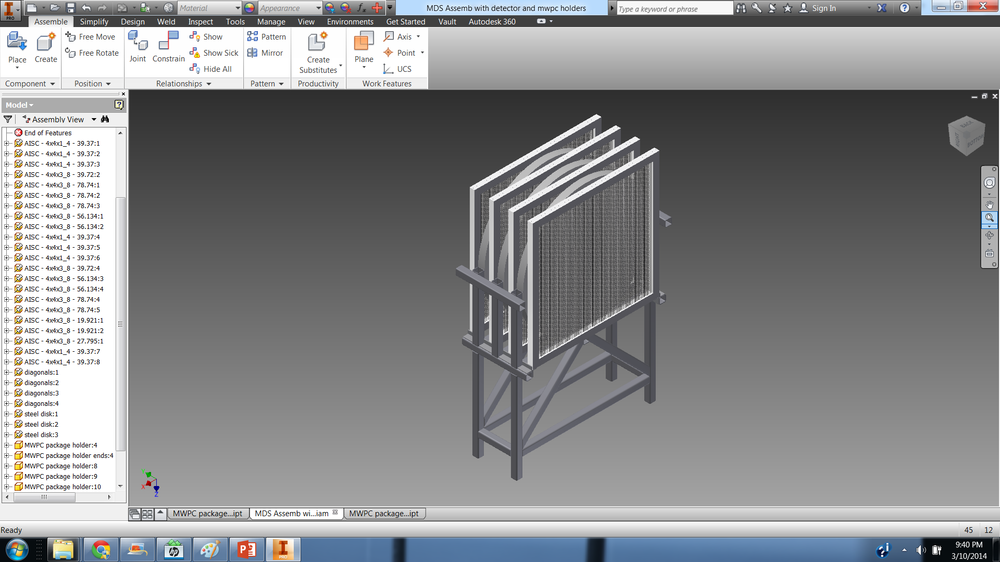 PRO
Material
Appearance
MDS Assemb with detector and mwpc holders
Type a keyword or phrase
Sign In
Assemble Simplify Design Weld Inspect Tools Manage View Environments Get Started Vault Autodesk 360
Place
Create
Free Move
Free Rotate
Joint
Constrain
Show
Show Sick
Hide All
Pattern
Mirror
Create
Substitutes
Plane
Axis
Point
UCS
Component
Position
Relationships
Pattern
Productivity
Work Features
Model
Assembly View
End of Features
AISC - 4x4x1_4 - 39.37:1
AISC - 4x4x1_4 - 39.37:2
AISC - 4x4x1_4 - 39.37:3
AISC - 4x4x3_8 - 39.72:2
AISC - 4x4x3_8 - 78.74:1
AISC - 4x4x3_8 - 78.74:2
AISC - 4x4x3_8 - 78.74:3
AISC - 4x4x3_8 - 56.134:1
AISC - 4x4x3_8 - 56.134:2
AISC - 4x4x1_4 - 39.37:4
AISC - 4x4x1_4 - 39.37:5
AISC - 4x4x1_4 - 39.37:6
AISC - 4x4x3_8 - 39.72:4
AISC - 4x4x3_8 - 56.134:3
AISC - 4x4x3_8 - 56.134:4
AISC - 4x4x3_8 - 78.74:4
AISC - 4x4x3_8 - 78.74:5
AISC - 4x4x3_8 - 19.921:1
AISC - 4x4x3_8 - 19.921:2
AISC - 4x4x3_8 - 27.795:1
AISC - 4x4x1_4 - 39.37:7
AISC - 4x4x1_4 - 39.37:8
diagonals:1
diagonals:2
diagonals:3
diagonals:4
steel disk:1
steel disk:2
steel disk:3
MWPC package holder:4
MWPC package holder ends:4
MWPC package holder:8
MWPC package holder:9
MWPC package holder:10
BACK
RIGHT
BOTTOM
Y
X
Z
MWPC package...ipt
MDS Assemb wi...iam
MWPC package...ipt
Ready
45 12
hp
PRO
9:40 PM
3/10/2014